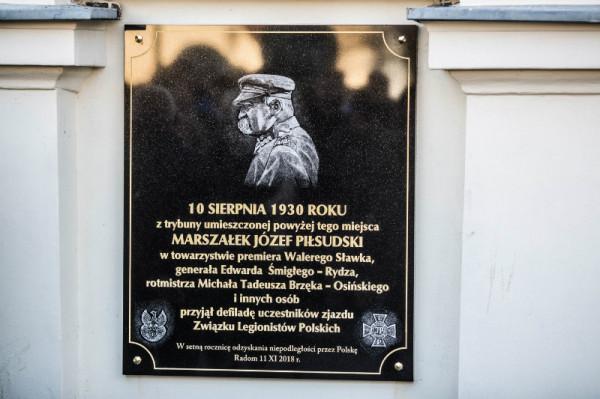 10 SIERPNIA 1930 ROKU
z trybuny umieszczonej powyżej tego miejsca
MARSZAŁEK JÓZEF PIŁSUDSKI
w towarzystwie premiera Walerego Sławka,
generała Edwarda Śmigłego – Rydza,
rotmistrza Michała Tadeusza Brzęka – Osińskiego
i innych osób
przyjął defiladę uczestników zjazdu
Związku Legionistów Polskich
W setną rocznicę odzyskania niepodległości przez Polskę
Radom 11 XI 2018 r.